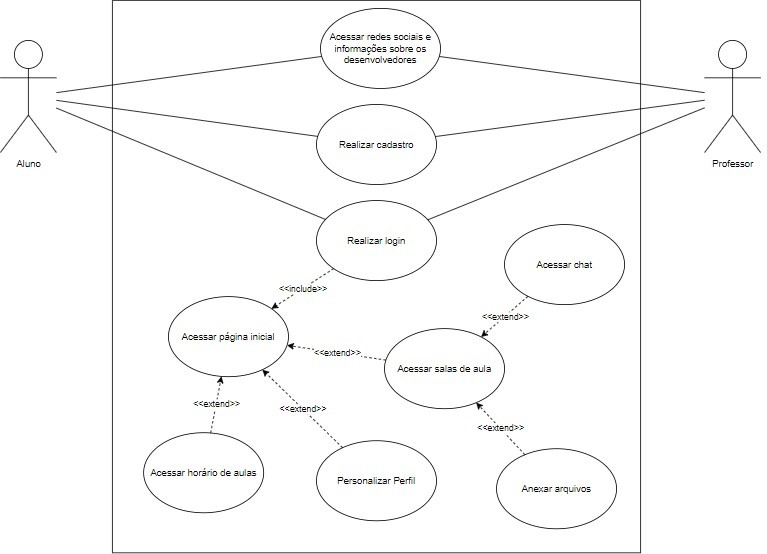 Acessar redes sociais e
informações sobre os
desenvolvedores
Aluno
Professor
Realizar cadastro
Realizar login
Acessar chat
<<include>>
<<extend>>
Acessar página inicial
<<extend>>
Acessar salas de aula
<<extend>>
<<extend>>
<<extend>>
Acessar horário de aulas
Personalizar Perfil
Anexar arquivos